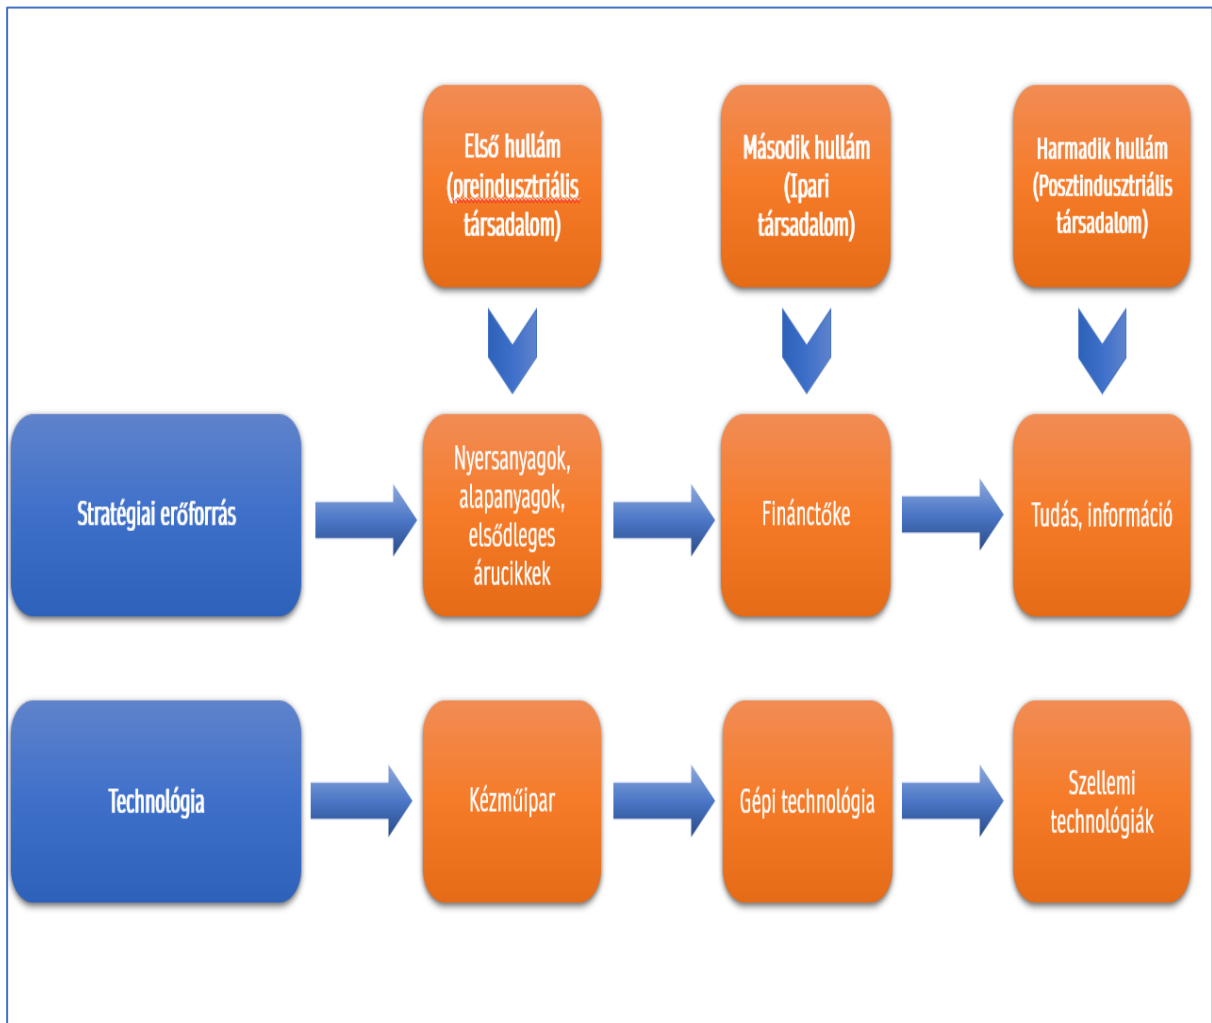 Első hullám
(preindusztriális
társadalom)
Második hullám
(Ipari
társadalom)
Harmadik hullám
(Posztindusztriális
társadalom)
Stratégiai erőforrás
Nyersanyagok,
alapanyagok,
elsődleges
árucikkek
Finánctőke
Tudás, információ
Technológia
Kézműipar
Gépi technológia
Szellemi
technológiák